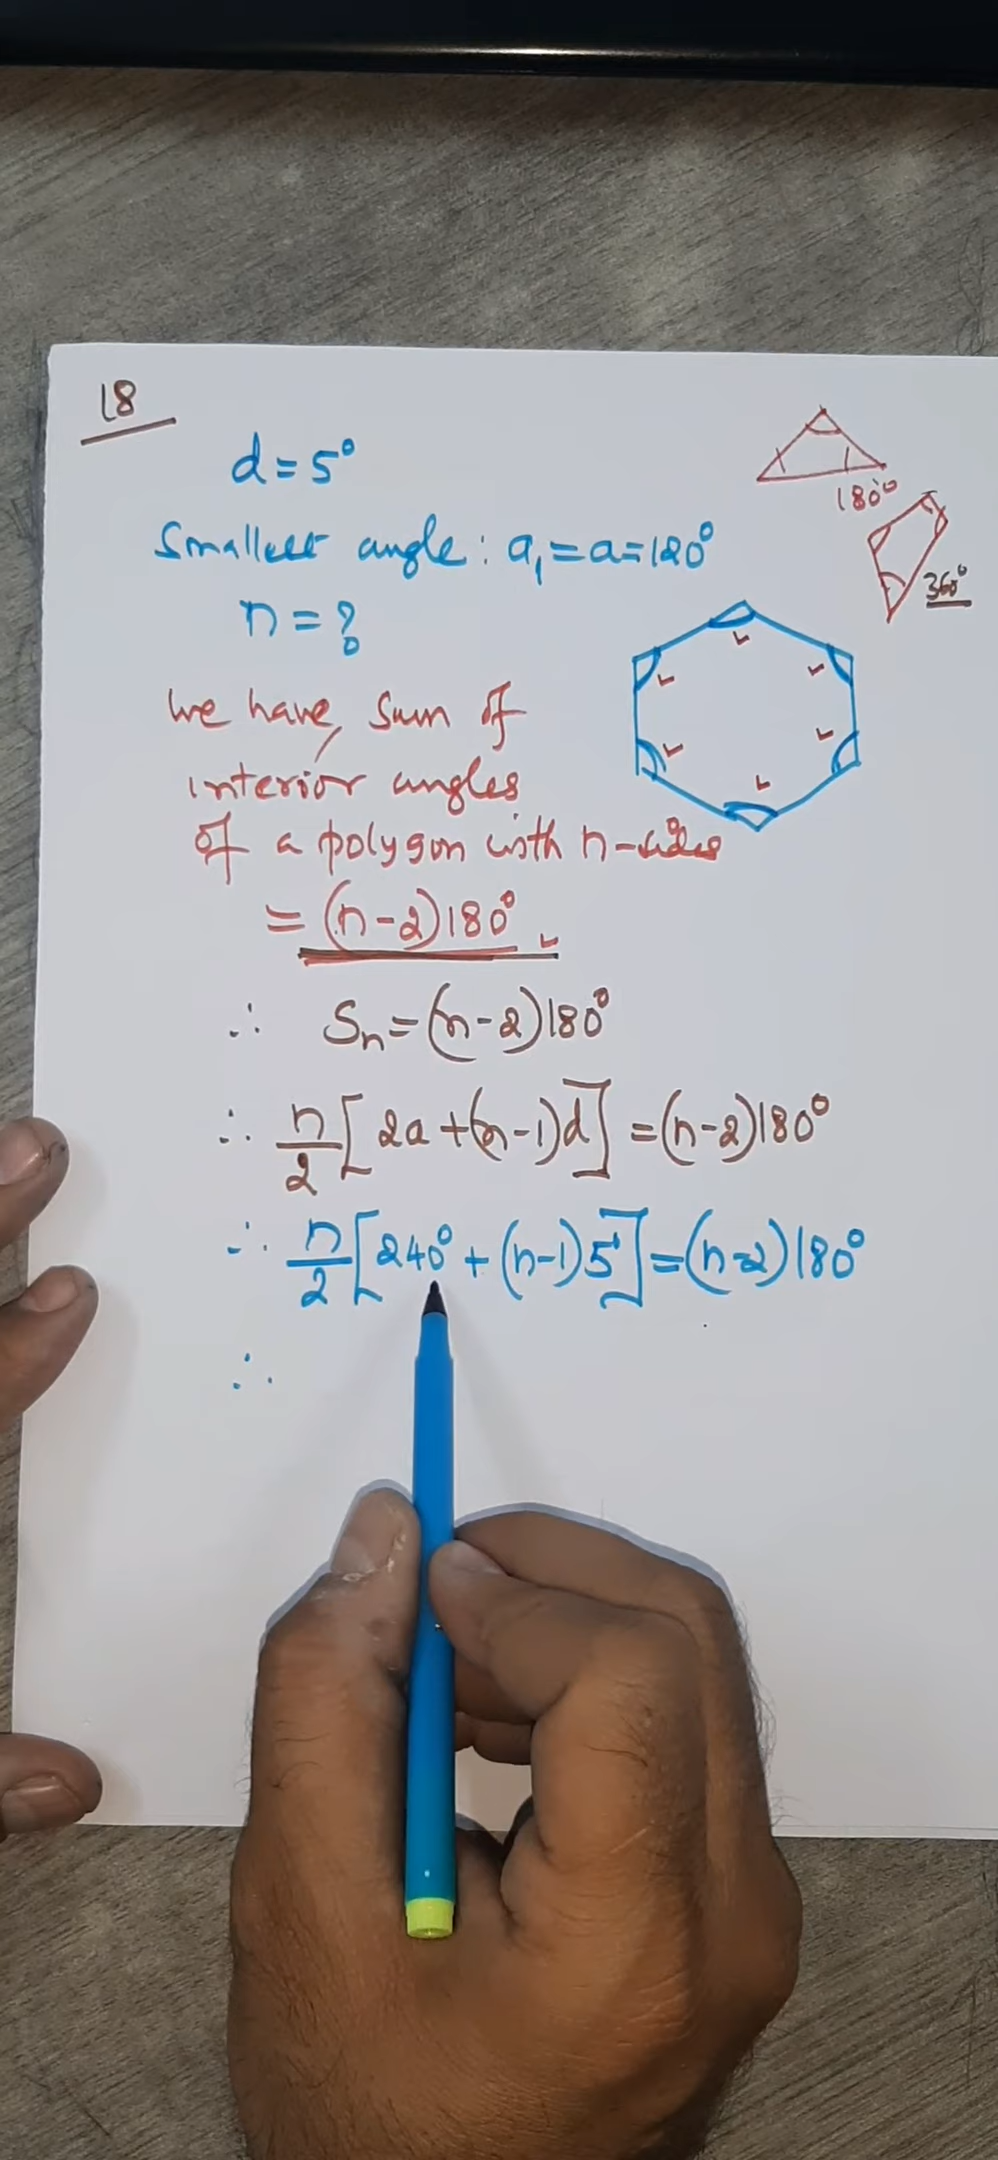 18
d = 5°
Smallest angle: a₁ = a = 120°
n = ?
180°
360°
We have, Sum of
interior angles
of a polygon with n-sides
= (n-2)180°
∴ Sₙ = (n-2)180°
∴ n/2 [2a + (n-1)d] = (n-2)180°
∴ n/2 [240° + (n-1)5°] = (n-2)180°
∴